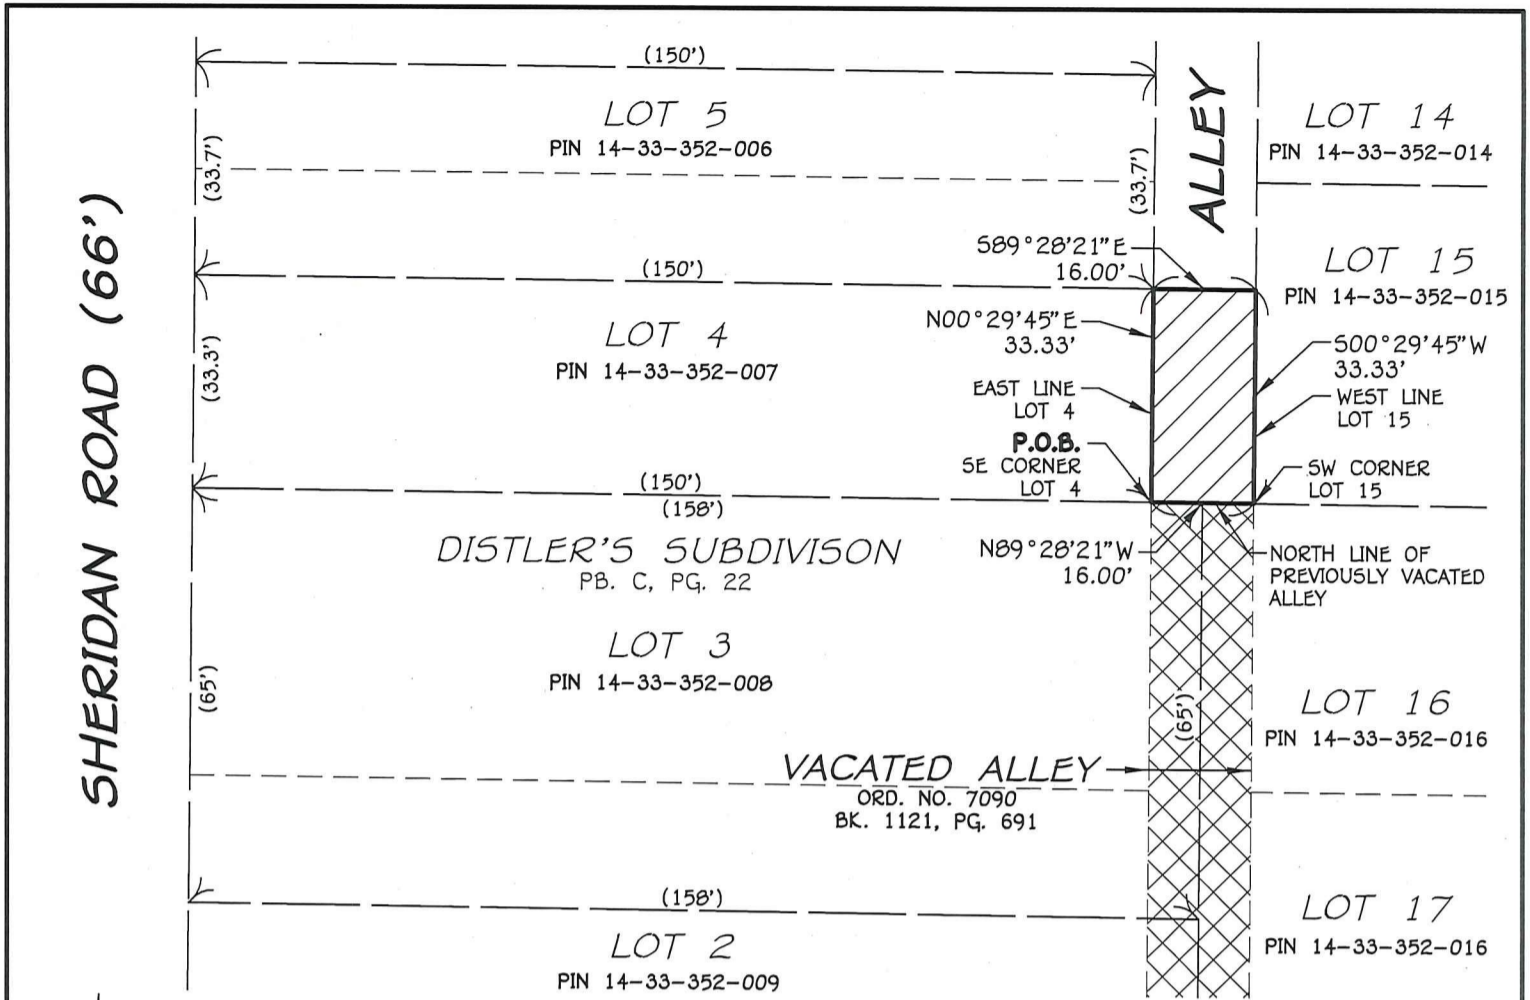 SHERIDAN ROAD (66')
(150')
LOT 5
PIN 14-33-352-006
(33.7')
(33.7')
ALLEY
LOT 14
PIN 14-33-352-014
S89°28'21"E
16.00'
(150')
LOT 15
PIN 14-33-352-015
N00°29'45"E
33.33'
LOT 4
PIN 14-33-352-007
(33.3')
S00°29'45"W
33.33'
EAST LINE
LOT 4
WEST LINE
LOT 15
P.O.B.
SE CORNER
LOT 4
SW CORNER
LOT 15
(150')
(158')
DISTLER'S SUBDIVISON
PB. C, PG. 22
N89°28'21"W
16.00'
NORTH LINE OF
PREVIOUSLY VACATED
ALLEY
LOT 3
PIN 14-33-352-008
(65')
(65')
LOT 16
PIN 14-33-352-016
VACATED ALLEY
ORD. NO. 7090
BK. 1121, PG. 691
(158')
LOT 2
PIN 14-33-352-009
LOT 17
PIN 14-33-352-016